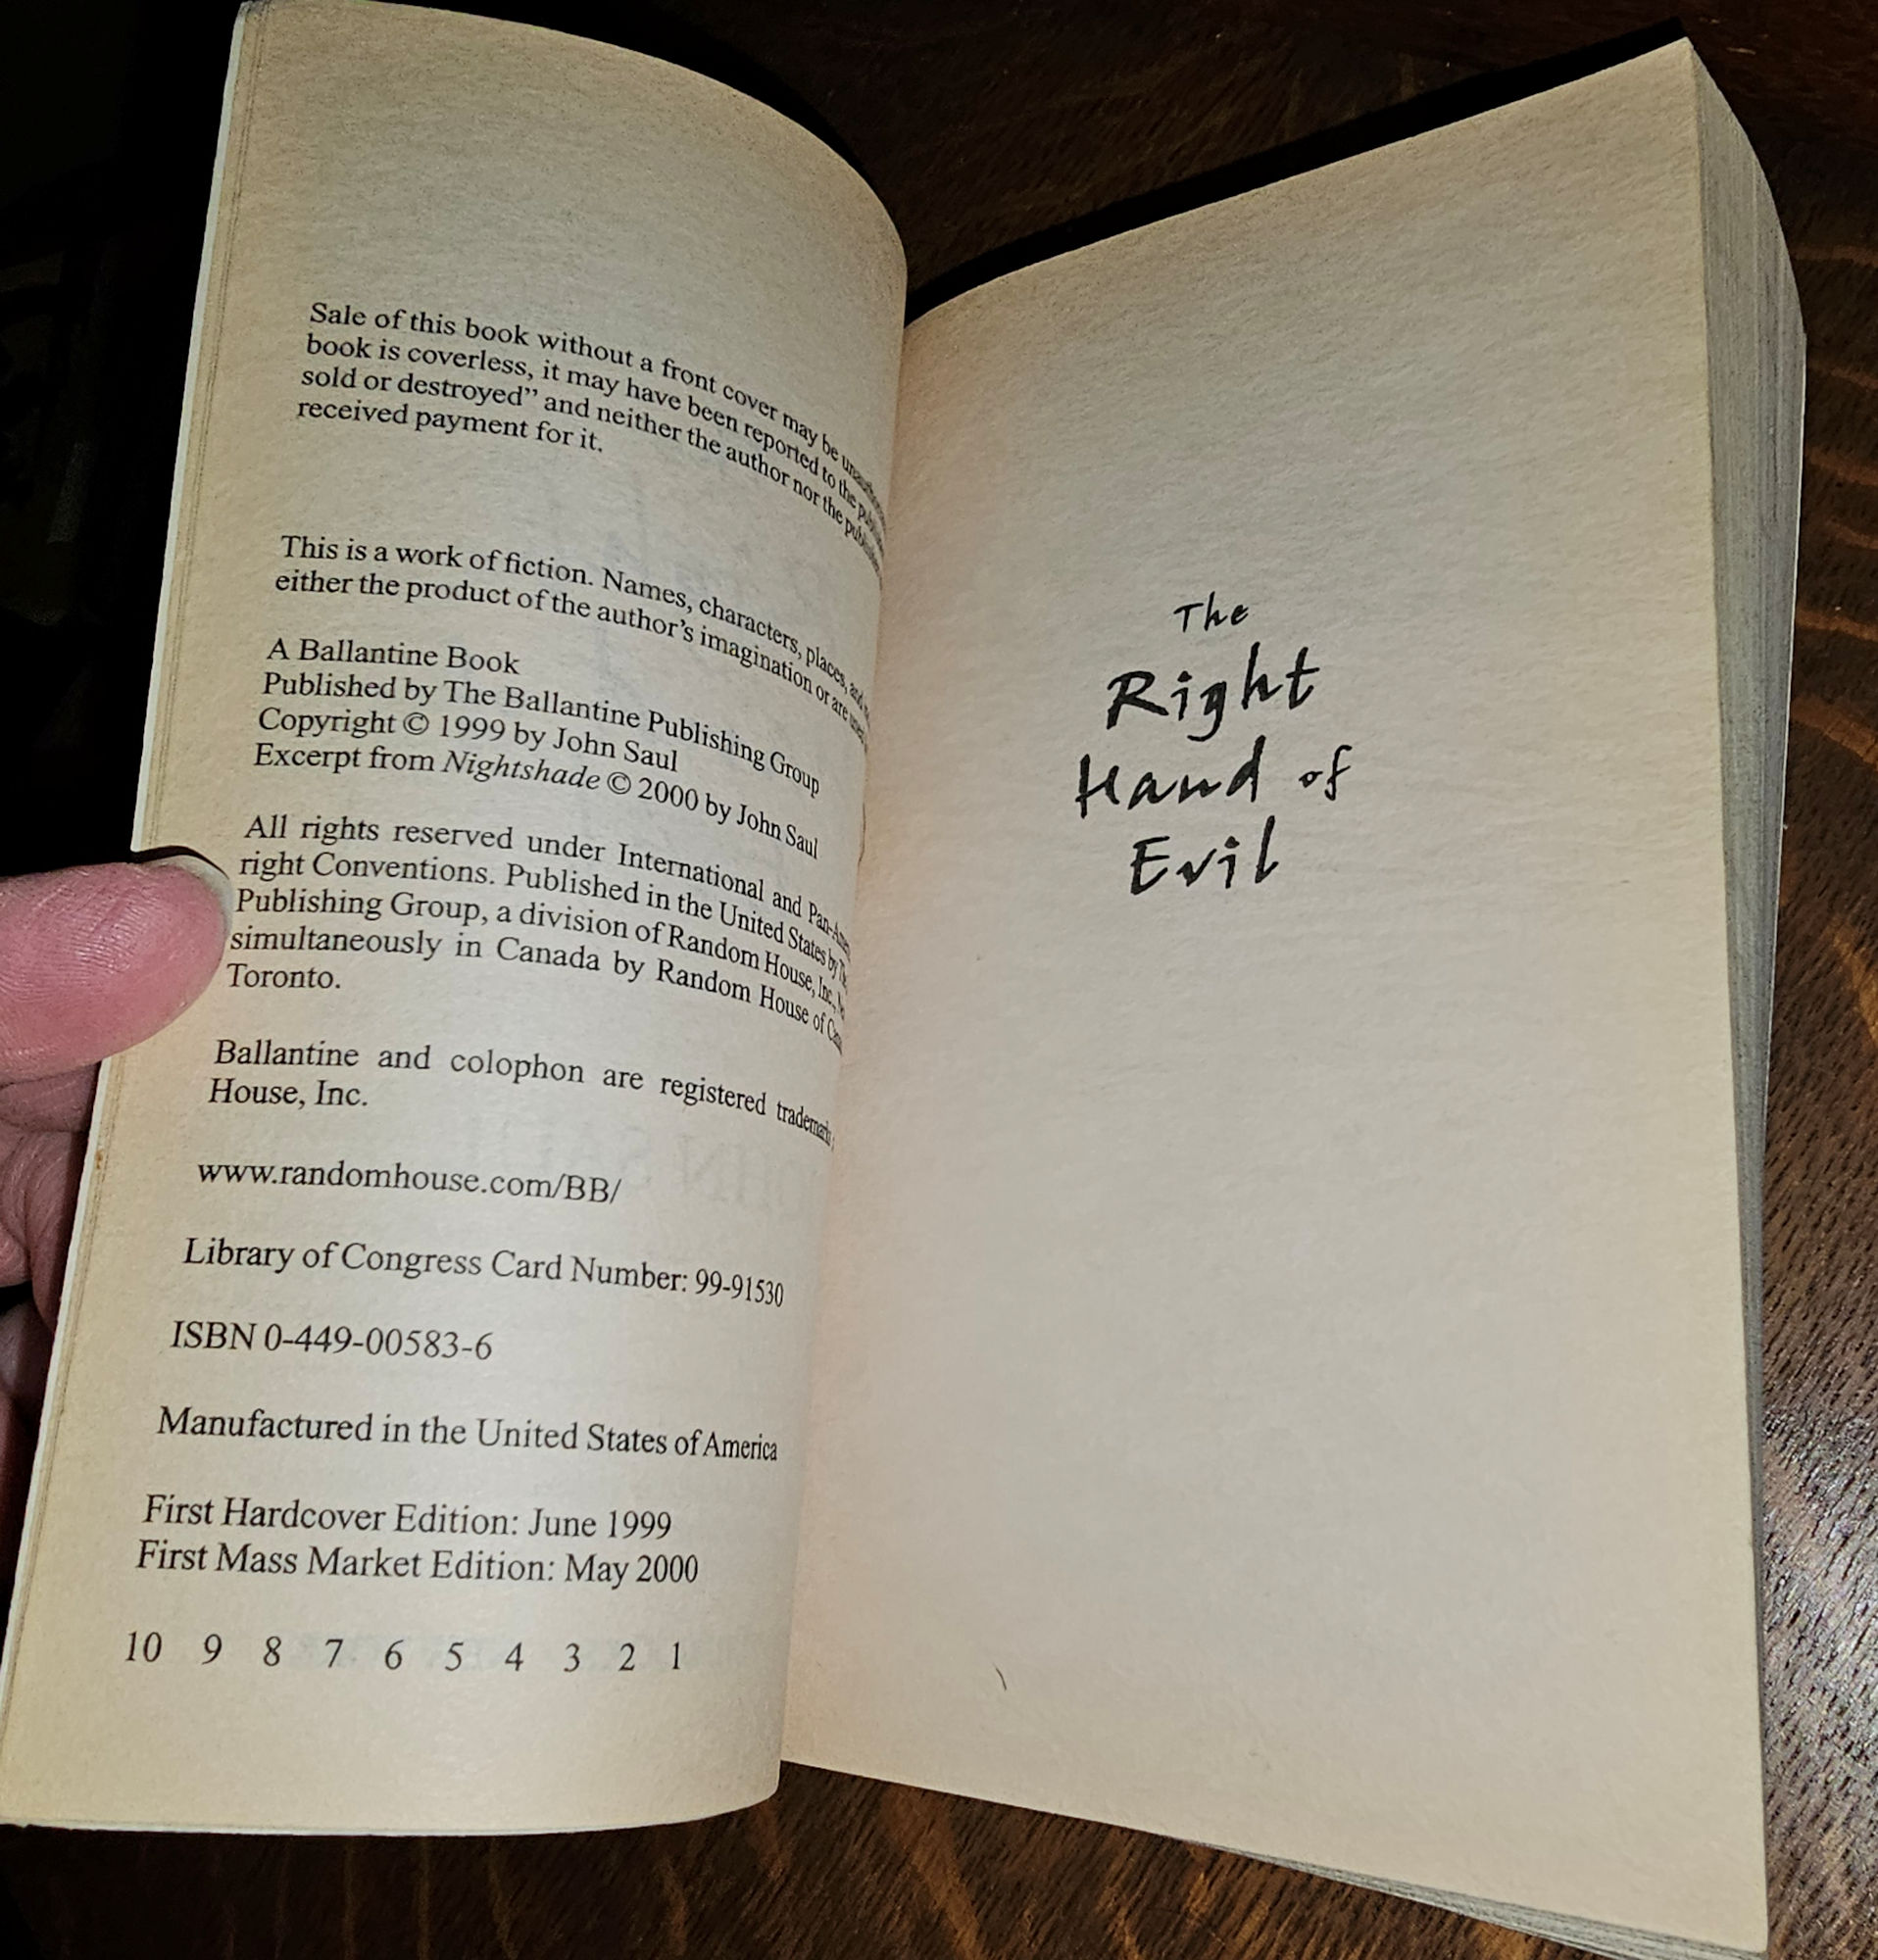 Sale of this book without a front cover may be
book is coverless, it may have been reported to the
sold or destroyed” and neither the author nor the
received payment for it.
This is a work of fiction. Names, characters, places, and
either the product of the author’s imagination or are
A Ballantine Book
Published by The Ballantine Publishing Group
Copyright © 1999 by John Saul
Excerpt from Nightshade © 2000 by John Saul
All rights reserved under International and
right Conventions. Published in the United States by
Publishing Group, a division of Random House, Inc.,
simultaneously in Canada by Random House of
Toronto.
Ballantine and colophon are registered
House, Inc.
www.randomhouse.com/BB/
Library of Congress Card Number: 99-91530
ISBN 0-449-00583-6
Manufactured in the United States of America
First Hardcover Edition: June 1999
First Mass Market Edition: May 2000
10 9 8 7 6 5 4 3 2 1
The
Right
Hand of
Evil